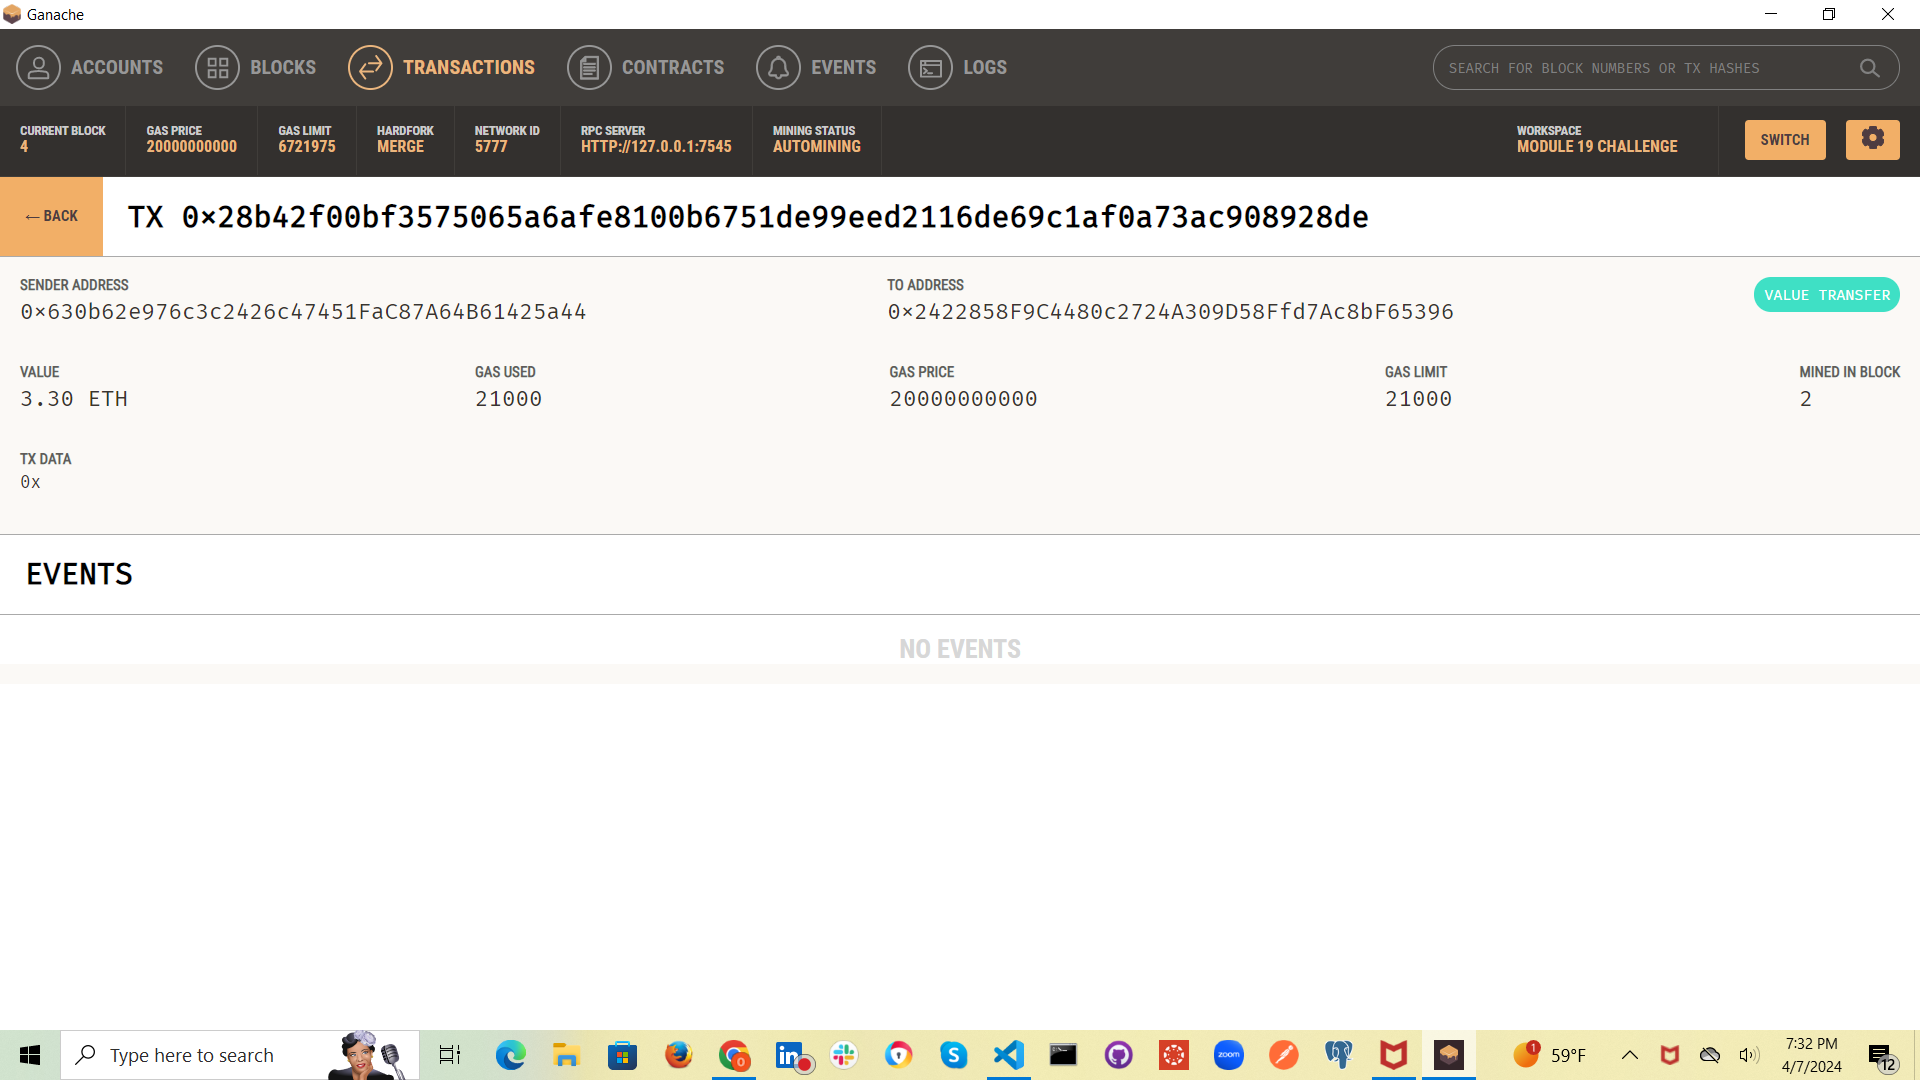 Ganache
ACCOUNTS BLOCKS TRANSACTIONS CONTRACTS EVENTS LOGS SEARCH FOR BLOCK NUMBERS OR TX HASHES
CURRENT BLOCK GAS PRICE GAS LIMIT HARDFORK NETWORK ID RPC SERVER MINING STATUS WORKSPACE
4 20000000000 6721975 MERGE 5777 HTTP://127.0.0.1:7545 AUTOMINING MODULE 19 CHALLENGE SWITCH
← BACK TX 0×28b42f00bf3575065a6afe8100b6751de99eed2116de69c1af0a73ac908928de
SENDER ADDRESS TO ADDRESS
0×630b62e976c3c2426c47451FaC87A64B61425a44 0×2422858F9C4480c2724A309D58Ffd7Ac8bF65396 VALUE TRANSFER
VALUE GAS USED GAS PRICE GAS LIMIT MINED IN BLOCK
3.30 ETH 21000 20000000000 21000 2
TX DATA
0x
EVENTS
NO EVENTS
Type here to search in S zoom 1 59°F 7:32 PM
4/7/2024 12